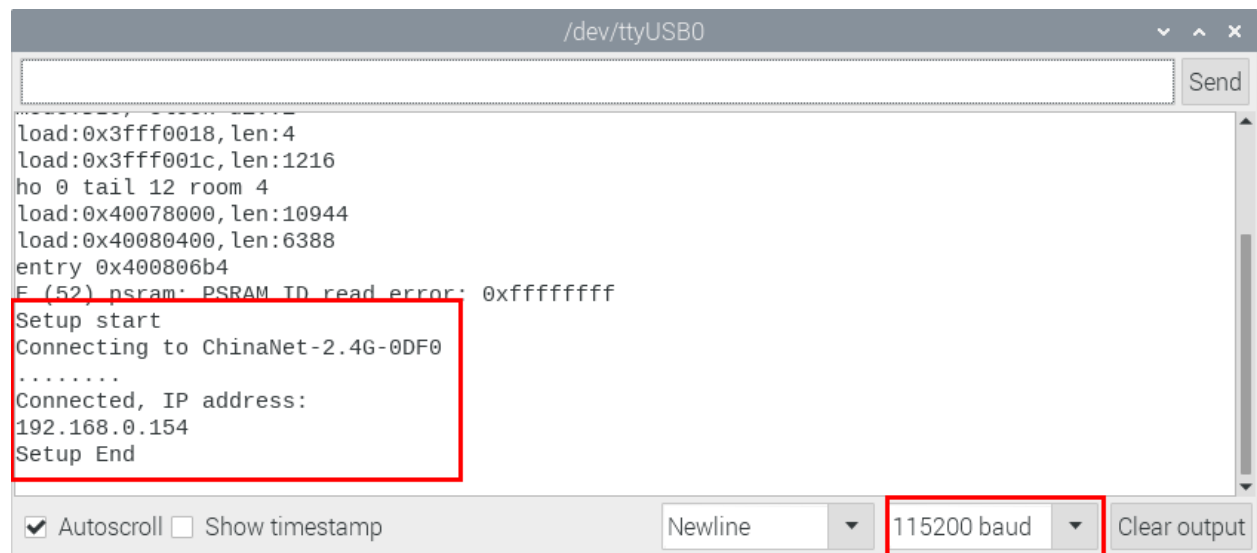 /dev/ttyUSB0
Send
load:0x3fff0018,len:4
load:0x3fff001c,len:1216
ho 0 tail 12 room 4
load:0x40078000,len:10944
load:0x40080400,len:6388
entry 0x400806b4
E (52) psram: PSRAM ID read error: 0xffffffff
Setup start
Connecting to ChinaNet-2.4G-0DF0
........
Connected, IP address:
192.168.0.154
Setup End
Autoscroll Show timestamp Newline 115200 baud Clear output